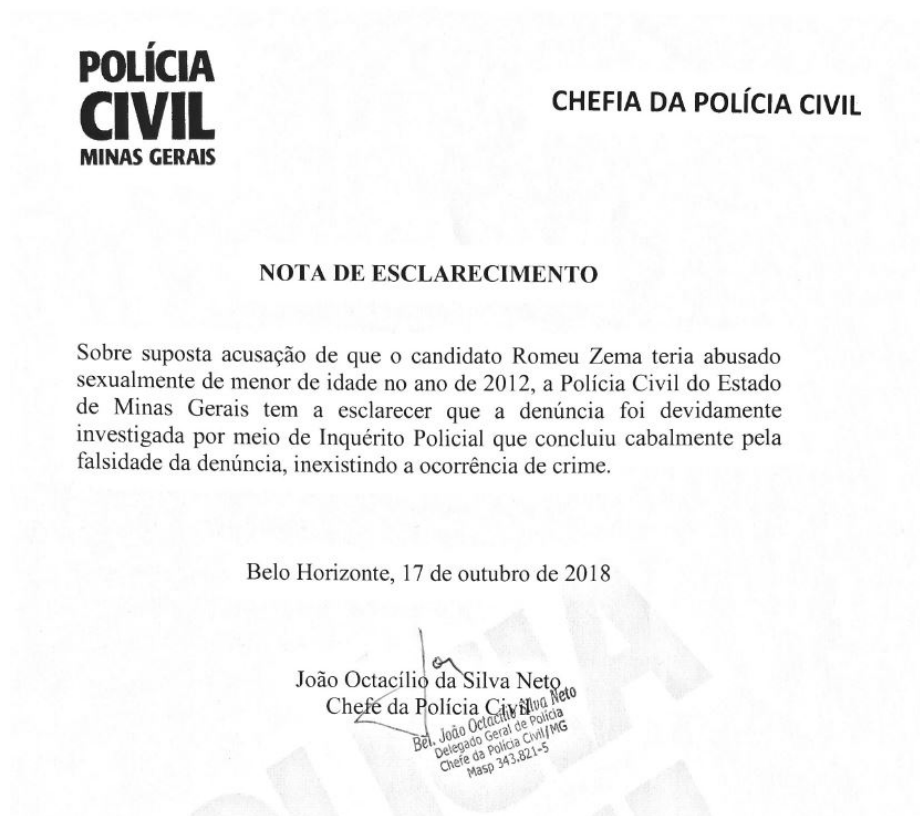 POLÍCIA
CIVIL
MINAS GERAIS
CHEFIA DA POLÍCIA CIVIL
NOTA DE ESCLARECIMENTO
Sobre suposta acusação de que o candidato Romeu Zema teria abusado
sexualmente de menor de idade no ano de 2012, a Polícia Civil do Estado
de Minas Gerais tem a esclarecer que a denúncia foi devidamente
investigada por meio de Inquérito Policial que concluiu cabalmente pela
falsidade da denúncia, inexistindo a ocorrência de crime.
Belo Horizonte, 17 de outubro de 2018
João Octacílio da Silva Neto
Chefe da Polícia Civil
Bel. João Octacílio Silva Neto
Delegado Geral de Polícia
Chefe da Polícia Civil/MG
Masp 343.821-5